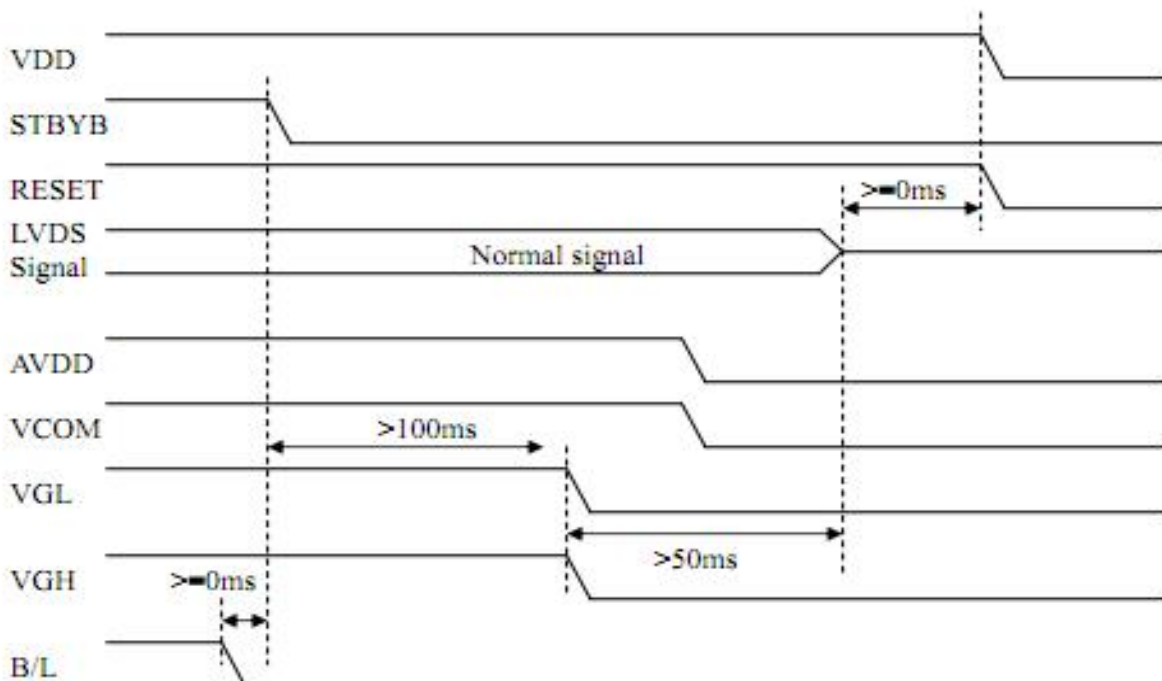 VDD
STBYB
RESET
>=0ms
LVDS
Signal
Normal signal
AVDD
VCOM
>100ms
VGL
>50ms
VGH
>=0ms
B/L